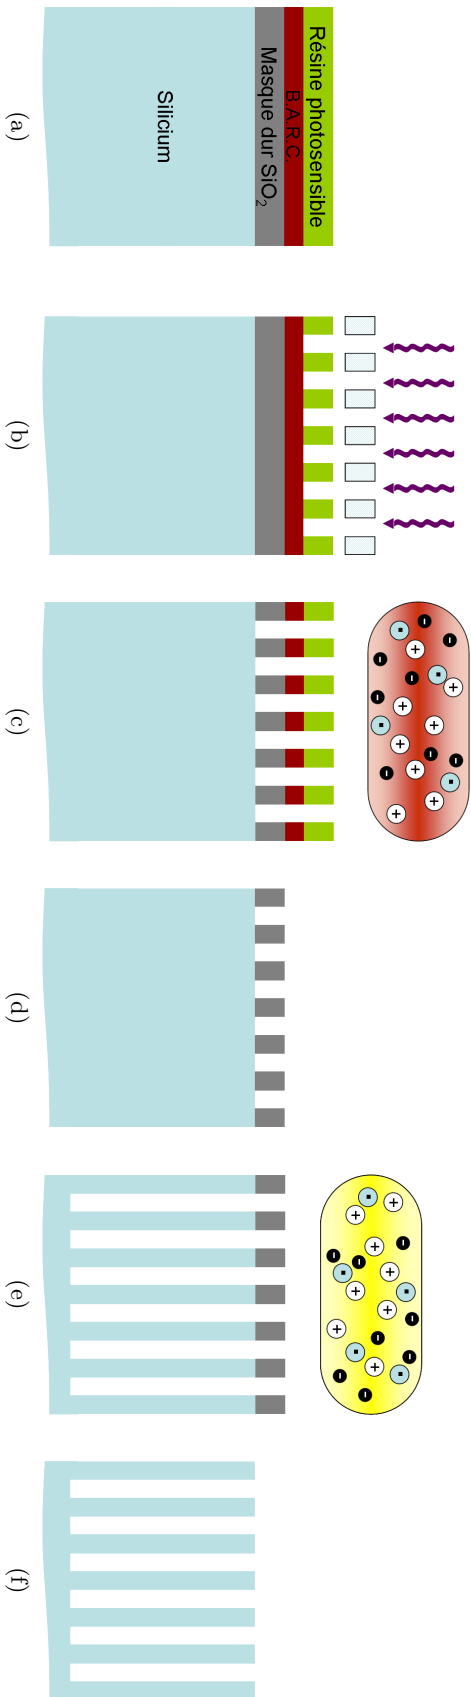 Résine photosensible
B.A.R.C.
Masque dur SiO₂
Silicium
(a)
(b)
(c)
(d)
(e)
(f)